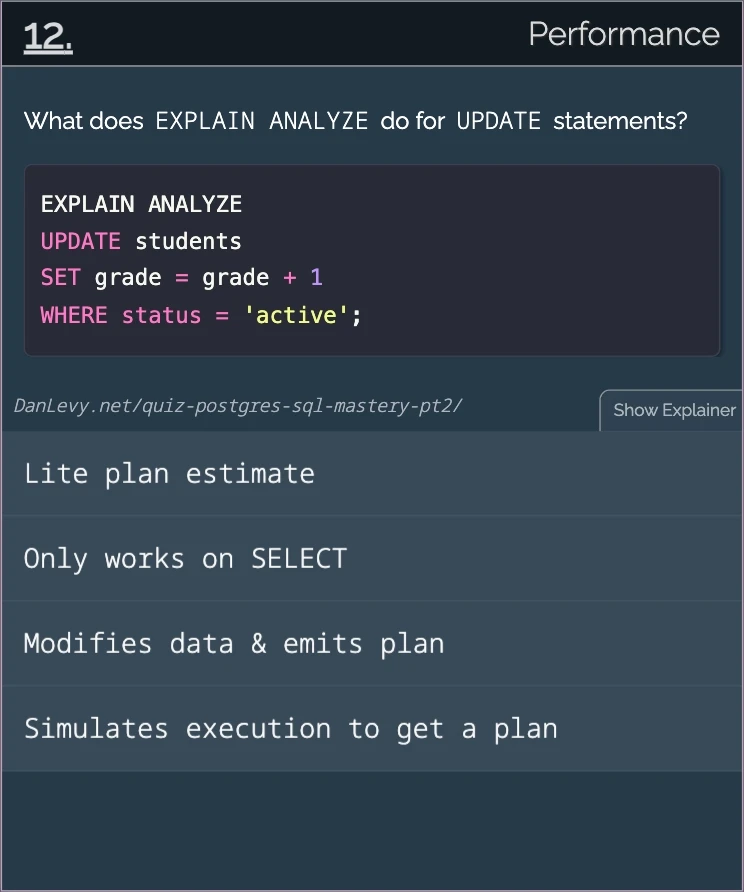 12.
Performance
What does EXPLAIN ANALYZE do for UPDATE statements?
EXPLAIN ANALYZE
UPDATE students
SET grade = grade + 1
WHERE status = 'active';
DanLevy.net/quiz-postgres-sql-mastery-pt2/
Show Explainer
Lite plan estimate
Only works on SELECT
Modifies data & emits plan
Simulates execution to get a plan